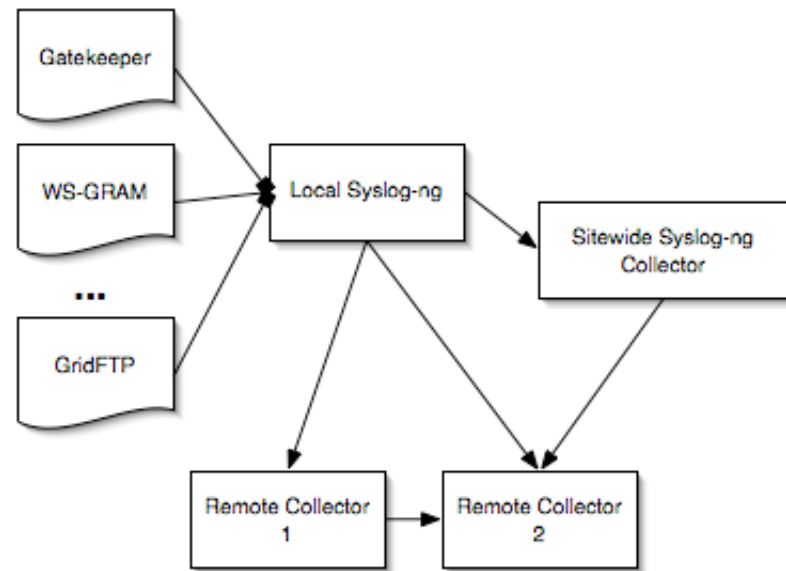 Gatekeeper
WS-GRAM
...
GridFTP
Local Syslog-ng
Sitewide Syslog-ng
Collector
Remote Collector
1
Remote Collector
2